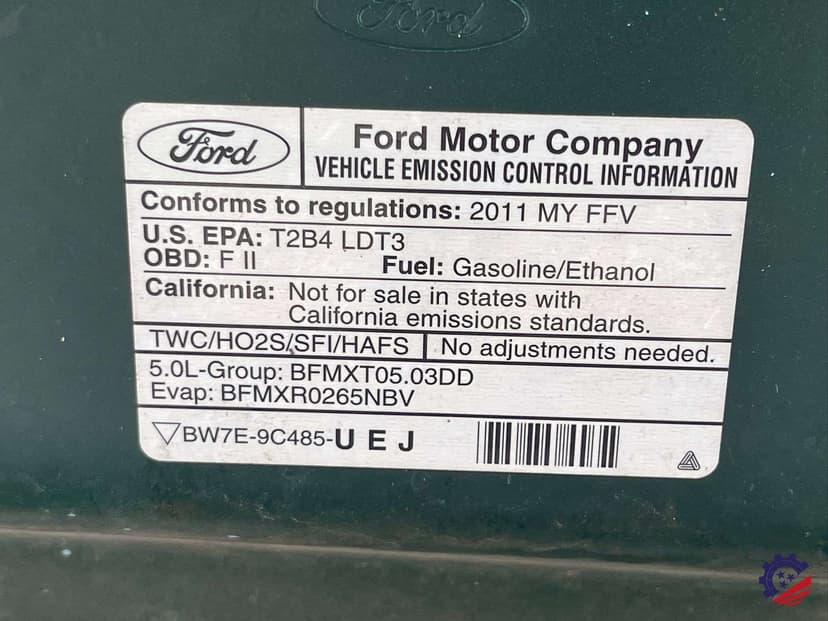 Ford
Ford
Ford Motor Company
VEHICLE EMISSION CONTROL INFORMATION
Conforms to regulations: 2011 MY FFV
U.S. EPA: T2B4 LDT3
OBD: F II Fuel: Gasoline/Ethanol
California: Not for sale in states with
California emissions standards.
TWC/HO2S/SFI/HAFS No adjustments needed.
5.0L-Group: BFMXT05.03DD
Evap: BFMXR0265NBV
BW7E-9C485-U E J